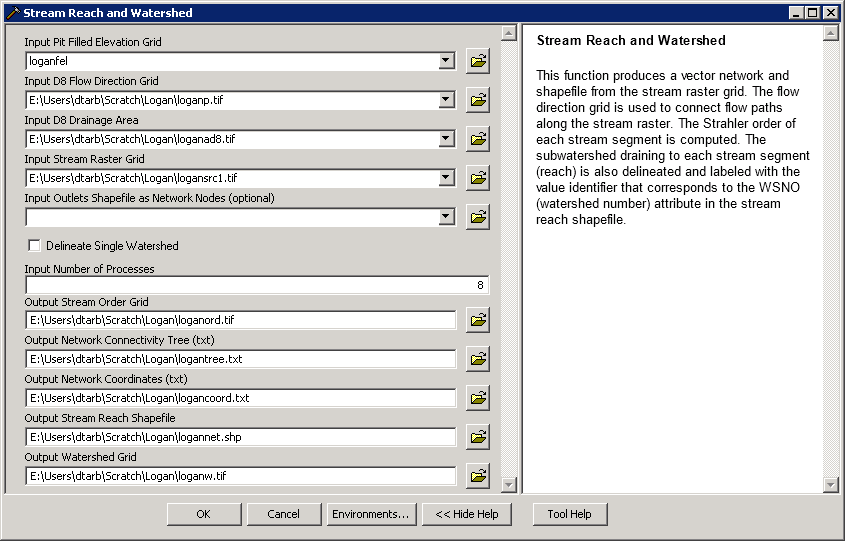 Stream Reach and Watershed
Input Pit Filled Elevation Grid
loganfel
Input D8 Flow Direction Grid
E:\Users\dtarb\Scratch\Logan\loganp.tif
Input D8 Drainage Area
E:\Users\dtarb\Scratch\Logan\loganad8.tif
Input Stream Raster Grid
E:\Users\dtarb\Scratch\Logan\logansrc1.tif
Input Outlets Shapefile as Network Nodes (optional)
Delineate Single Watershed
Input Number of Processes
8
Output Stream Order Grid
E:\Users\dtarb\Scratch\Logan\loganord.tif
Output Network Connectivity Tree (txt)
E:\Users\dtarb\Scratch\Logan\logantree.txt
Output Network Coordinates (txt)
E:\Users\dtarb\Scratch\Logan\logancoord.txt
Output Stream Reach Shapefile
E:\Users\dtarb\Scratch\Logan\logannet.shp
Output Watershed Grid
E:\Users\dtarb\Scratch\Logan\loganw.tif
Stream Reach and Watershed
This function produces a vector network and
shapefile from the stream raster grid. The flow
direction grid is used to connect flow paths
along the stream raster. The Strahler order of
each stream segment is computed. The
subwatershed draining to each stream segment
(reach) is also delineated and labeled with the
value identifier that corresponds to the WSNO
(watershed number) attribute in the stream
reach shapefile.
OK
Cancel
Environments...
<< Hide Help
Tool Help